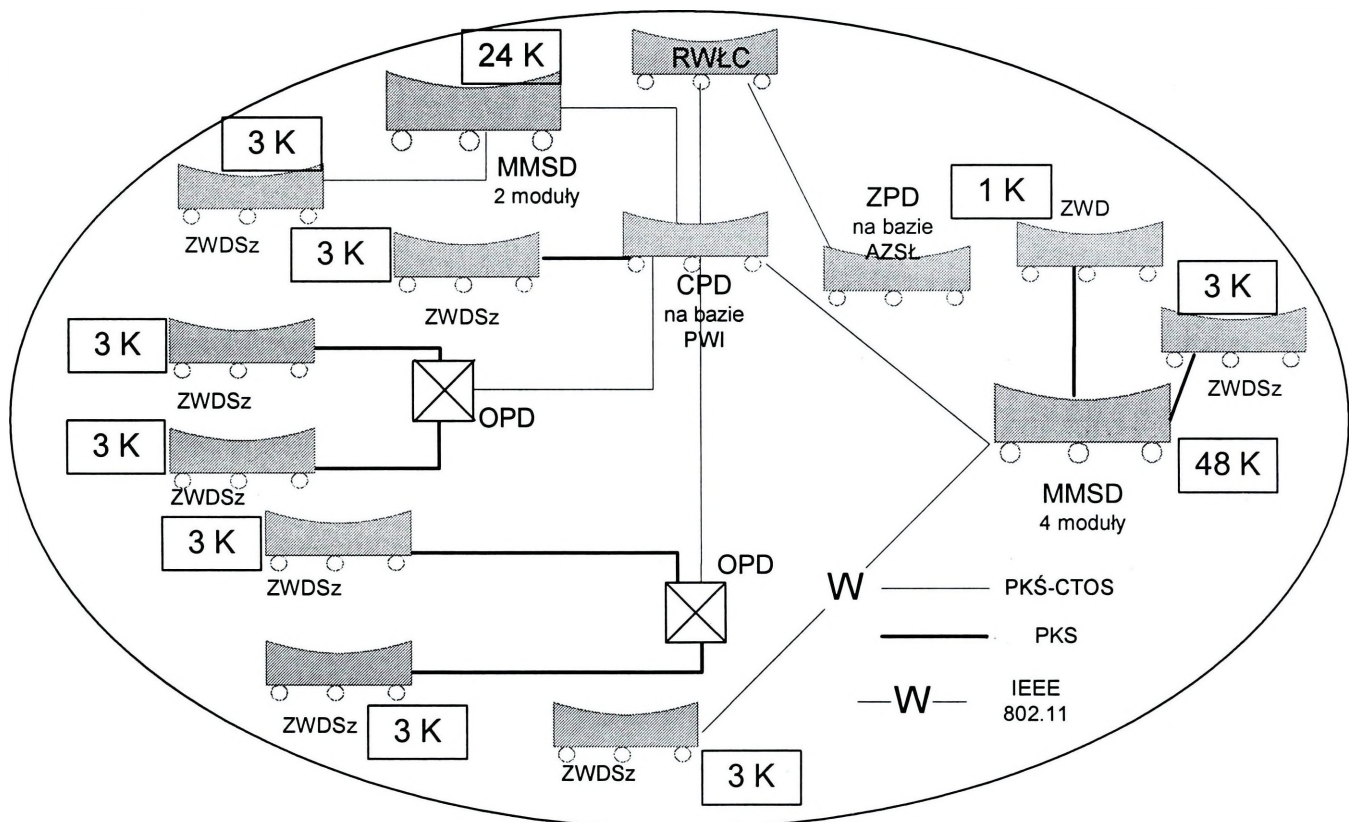 24 K
RWŁC
MMSD
2 moduły
3 K
ZWDSz
3 K
ZWDSz
CPD
na bazie
PWI
ZPD
na bazie
AZSŁ
1 K
ZWD
3 K
ZWDSz
MMSD
4 moduły
48 K
3 K
ZWDSz
OPD
3 K
ZWDSz
3 K
ZWDSz
OPD
3 K
ZWDSz
3 K
ZWDSz
W
PKŚ-CTOS
PKS
W
IEEE
802.11